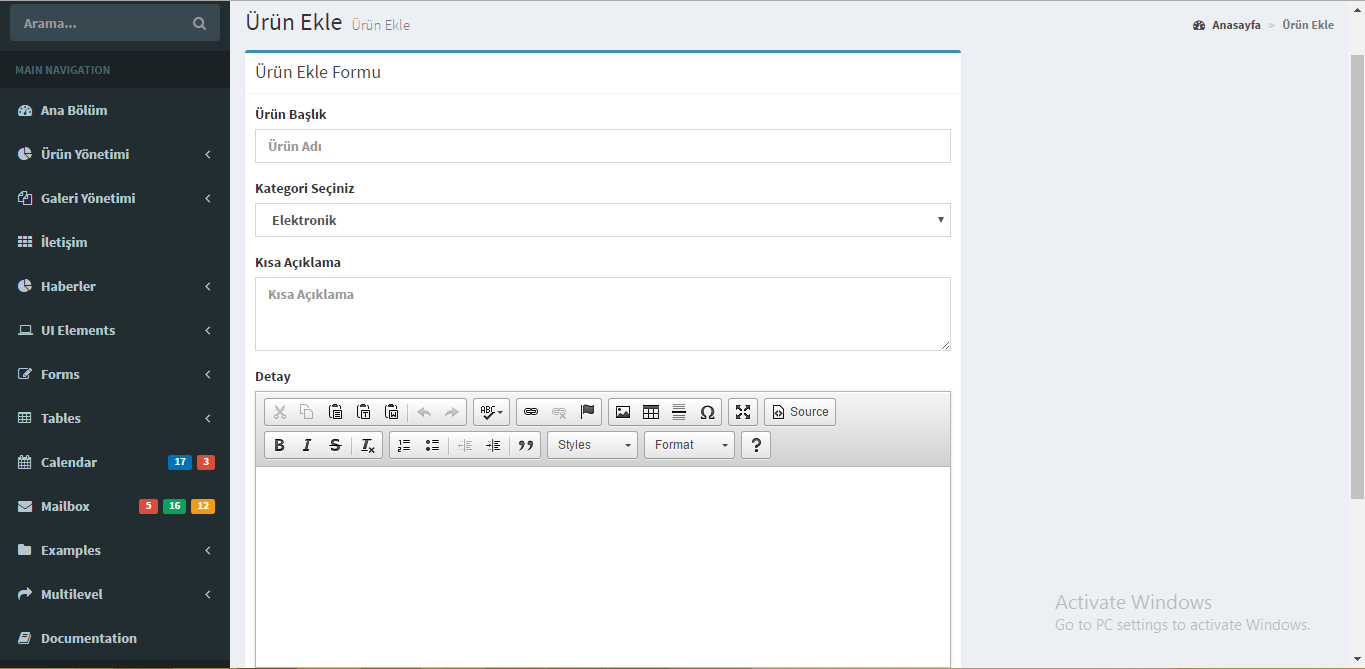 Arama...
MAIN NAVIGATION
Ana Bölüm
Ürün Yönetimi
Galeri Yönetimi
İletişim
Haberler
UI Elements
Forms
Tables
Calendar 17 3
Mailbox 5 16 12
Examples
Multilevel
Documentation
Ürün Ekle Ürün Ekle
Anasayfa > Ürün Ekle
Ürün Ekle Formu
Ürün Başlık
Ürün Adı
Kategori Seçiniz
Elektronik
Kısa Açıklama
Kısa Açıklama
Detay
ABC Ω Source
B I S Ix Styles Format ?
Activate Windows
Go to PC settings to activate Windows.